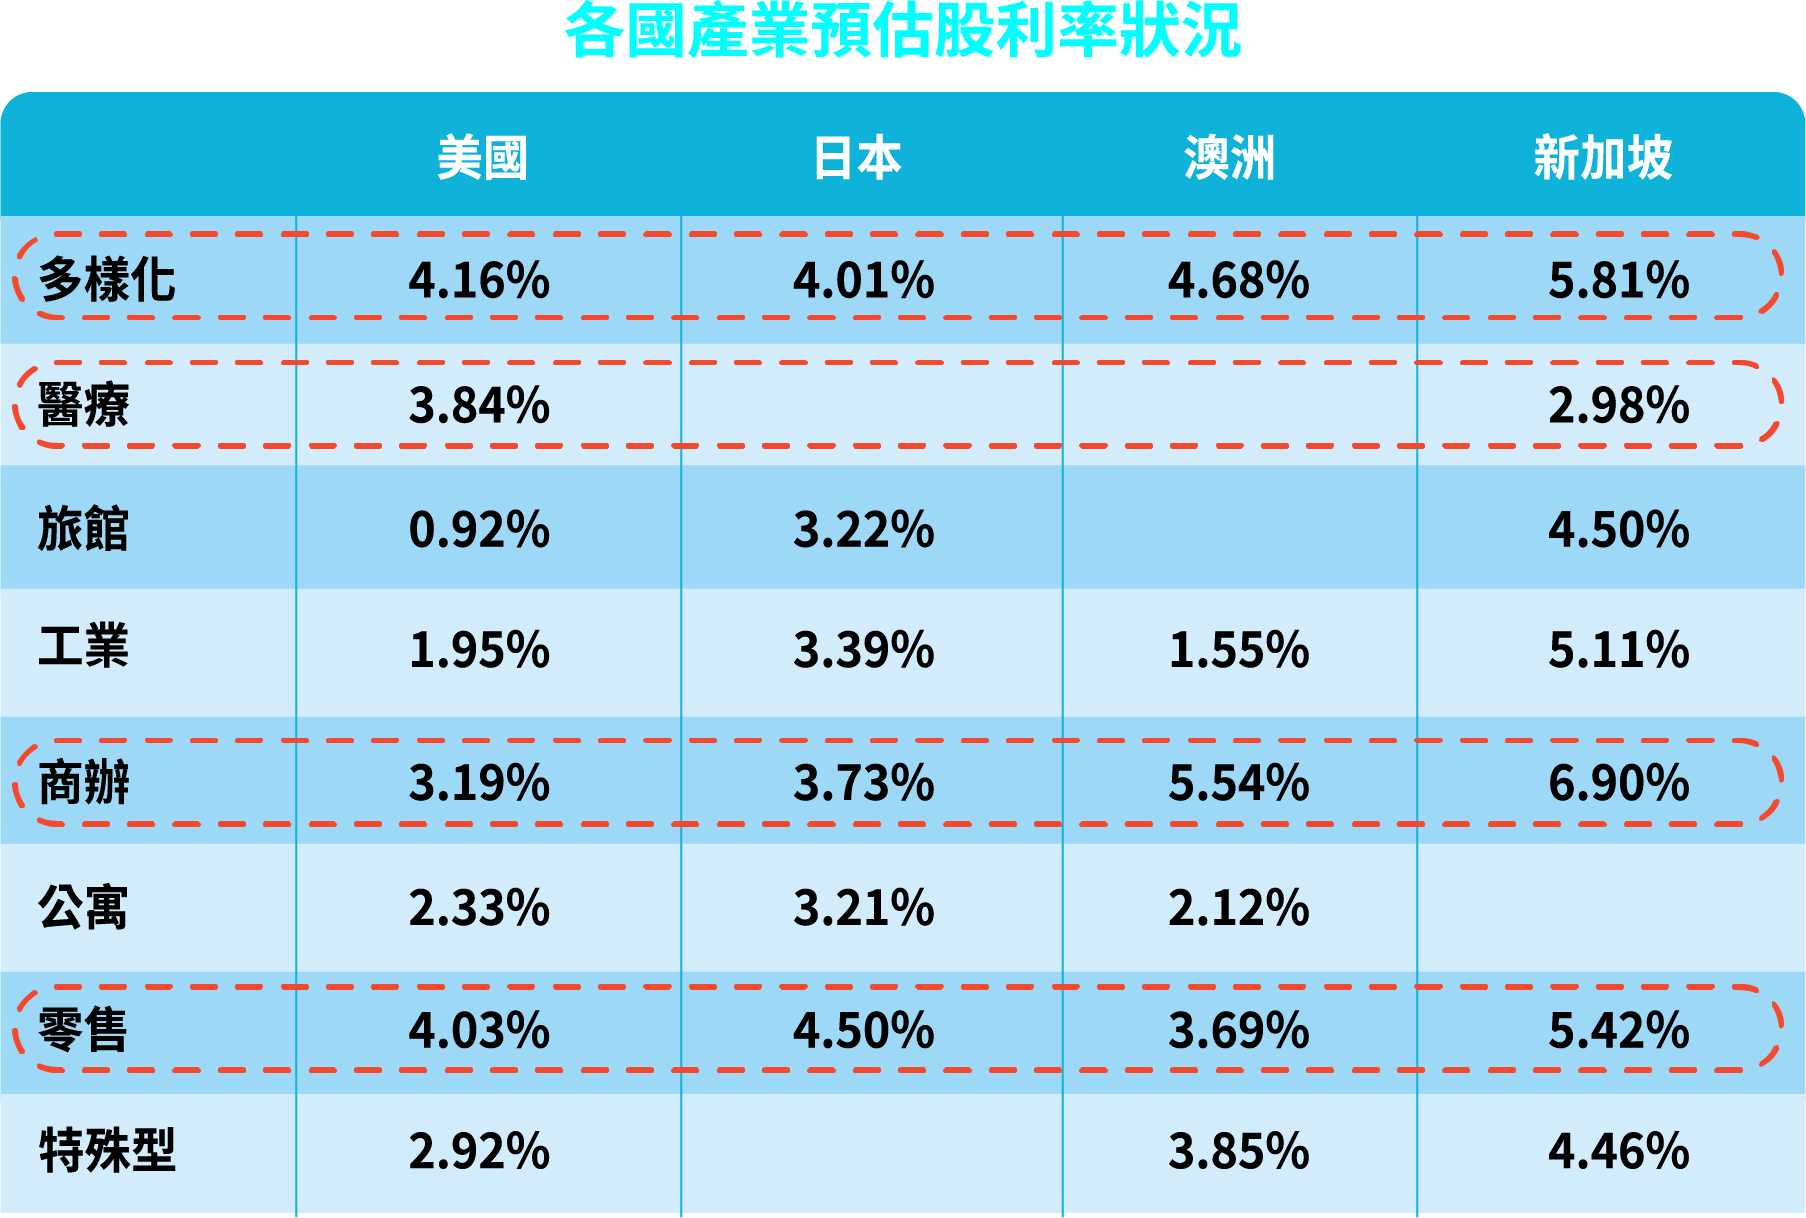 各國產業預估股利率狀況
美國 日本 澳洲 新加坡
多樣化 4.16% 4.01% 4.68% 5.81%
醫療 3.84% 2.98%
旅館 0.92% 3.22% 4.50%
工業 1.95% 3.39% 1.55% 5.11%
商辦 3.19% 3.73% 5.54% 6.90%
公寓 2.33% 3.21% 2.12%
零售 4.03% 4.50% 3.69% 5.42%
特殊型 2.92% 3.85% 4.46%